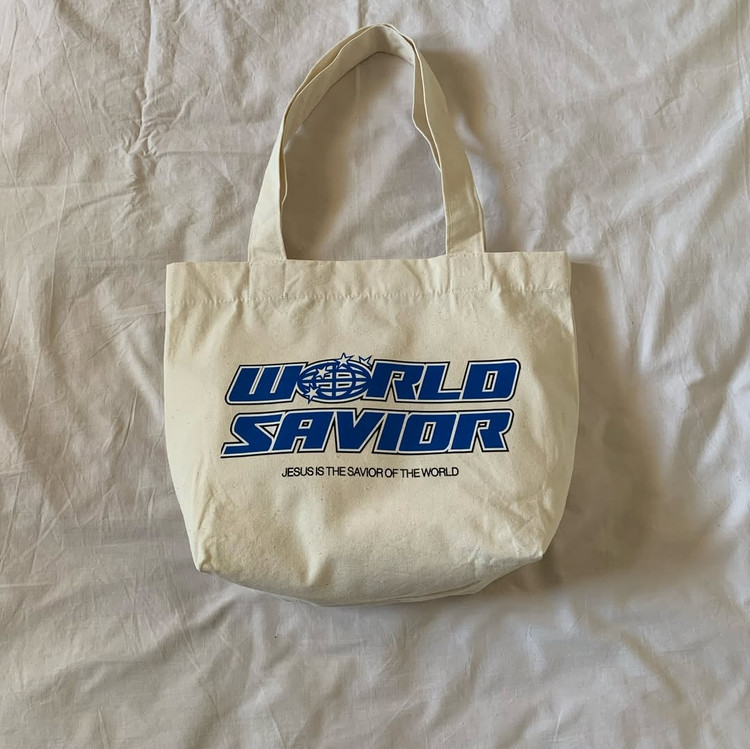 WORLD
SAVIOR
JESUS IS THE SAVIOR OF THE WORLD